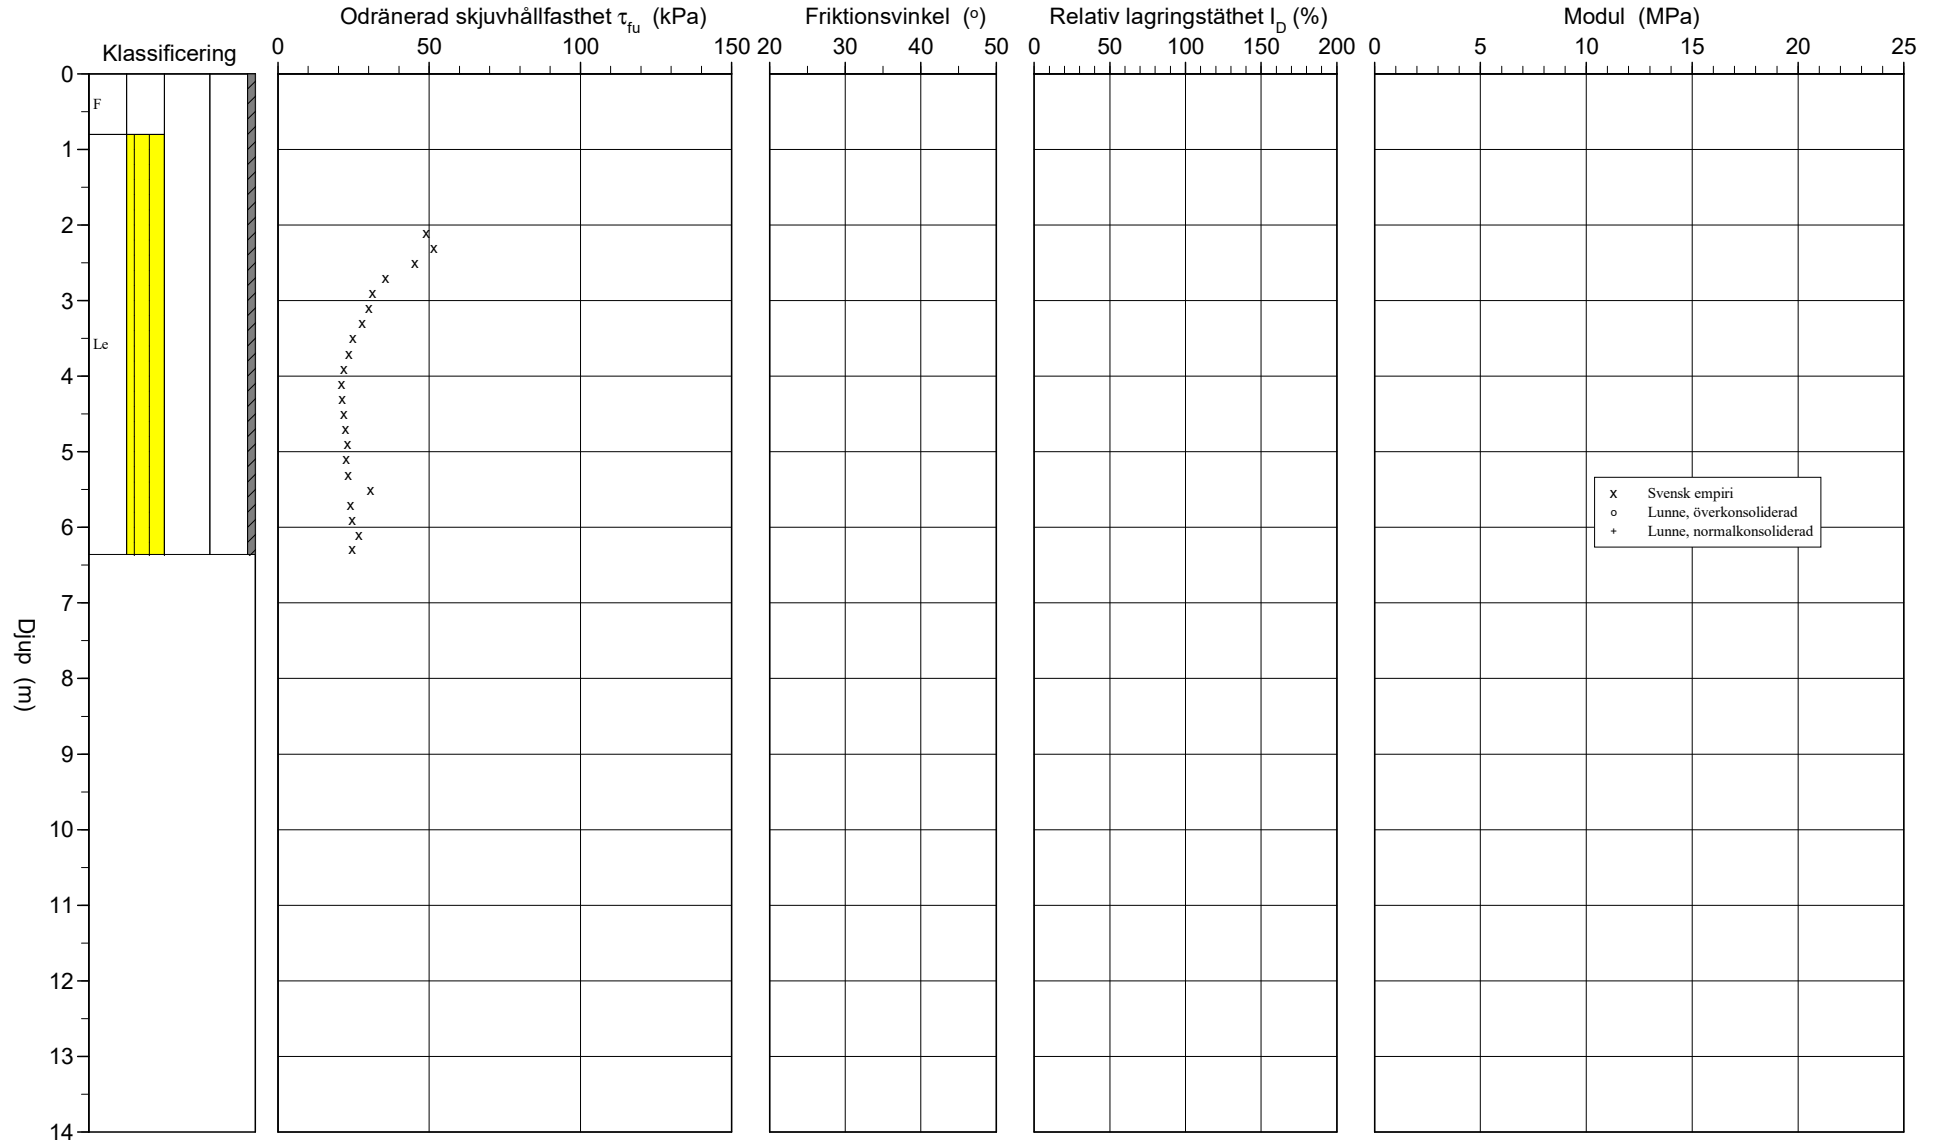 Odränerad skjuvhållfasthet τfu (kPa)
Friktionsvinkel (o)
Relativ lagringstäthet ID (%)
Modul (MPa)
Klassificering
0 50 100 150
20 30 40 50
0 50 100 150 200
0 5 10 15 20 25
0
F
1
2
3
Le
4
5
6
7
8
9
10
11
12
13
14
Djup (m)
x Svensk empiri
o Lunne, överkonsoliderad
+ Lunne, normalkonsoliderad